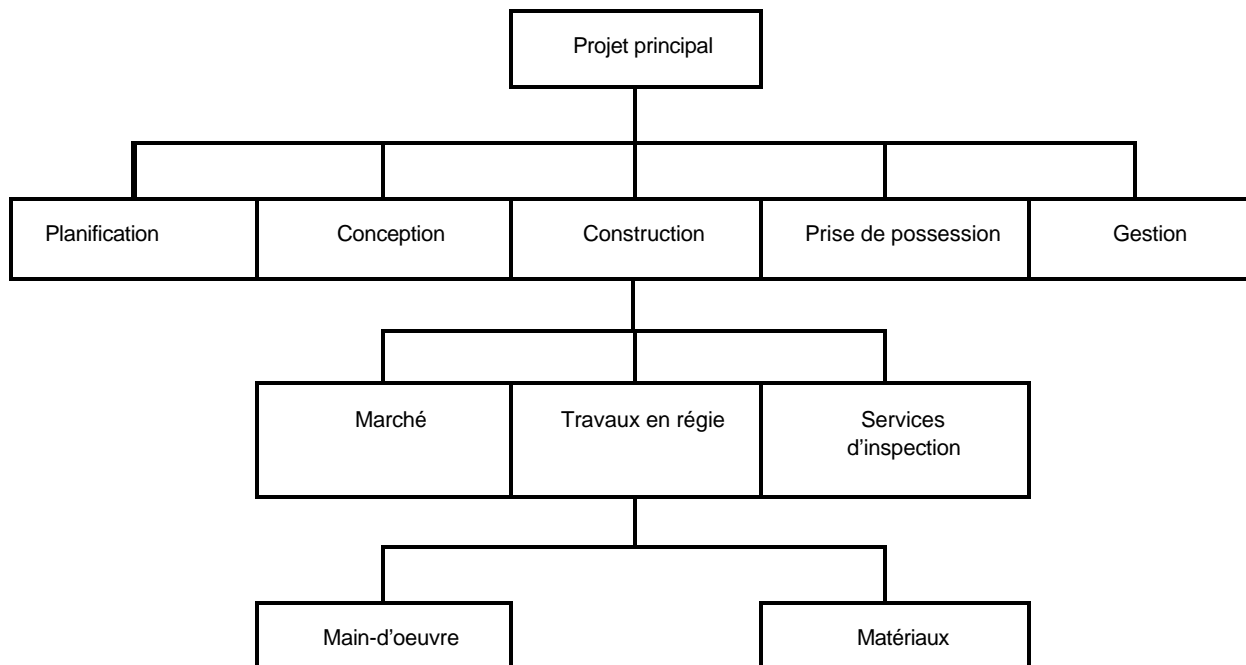 Projet principal
Planification
Conception
Construction
Prise de possession
Gestion
Marché
Travaux en régie
Services
d'inspection
Main-d'oeuvre
Matériaux